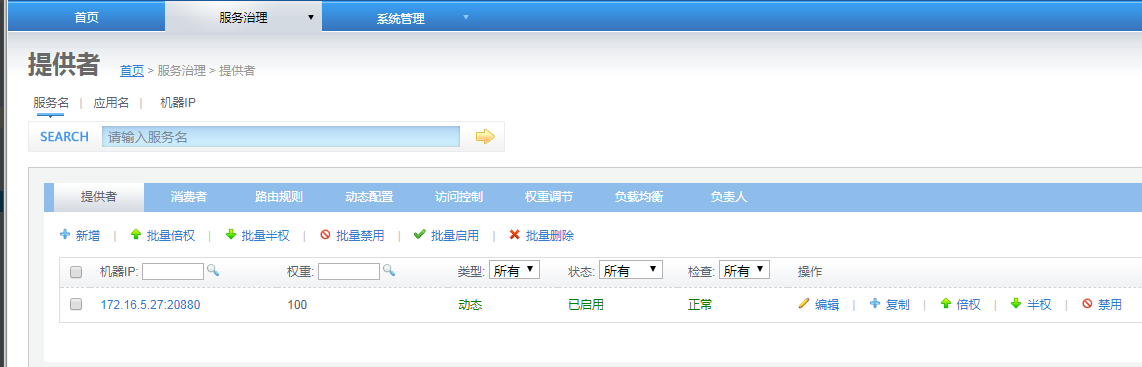 首页 服务治理 系统管理
提供者 首页 > 服务治理 > 提供者
服务名 | 应用名 | 机器IP
SEARCH 请输入服务名
提供者 消费者 路由规则 动态配置 访问控制 权重调节 负载均衡 负责人
新增 | 批量倍权 | 批量半权 | 批量禁用 | 批量启用 | 批量删除
机器IP: 权重: 类型: 所有 状态: 所有 检查: 所有 操作
172.16.5.27:20880 100 动态 已启用 正常 编辑 | 复制 | 倍权 | 半权 | 禁用